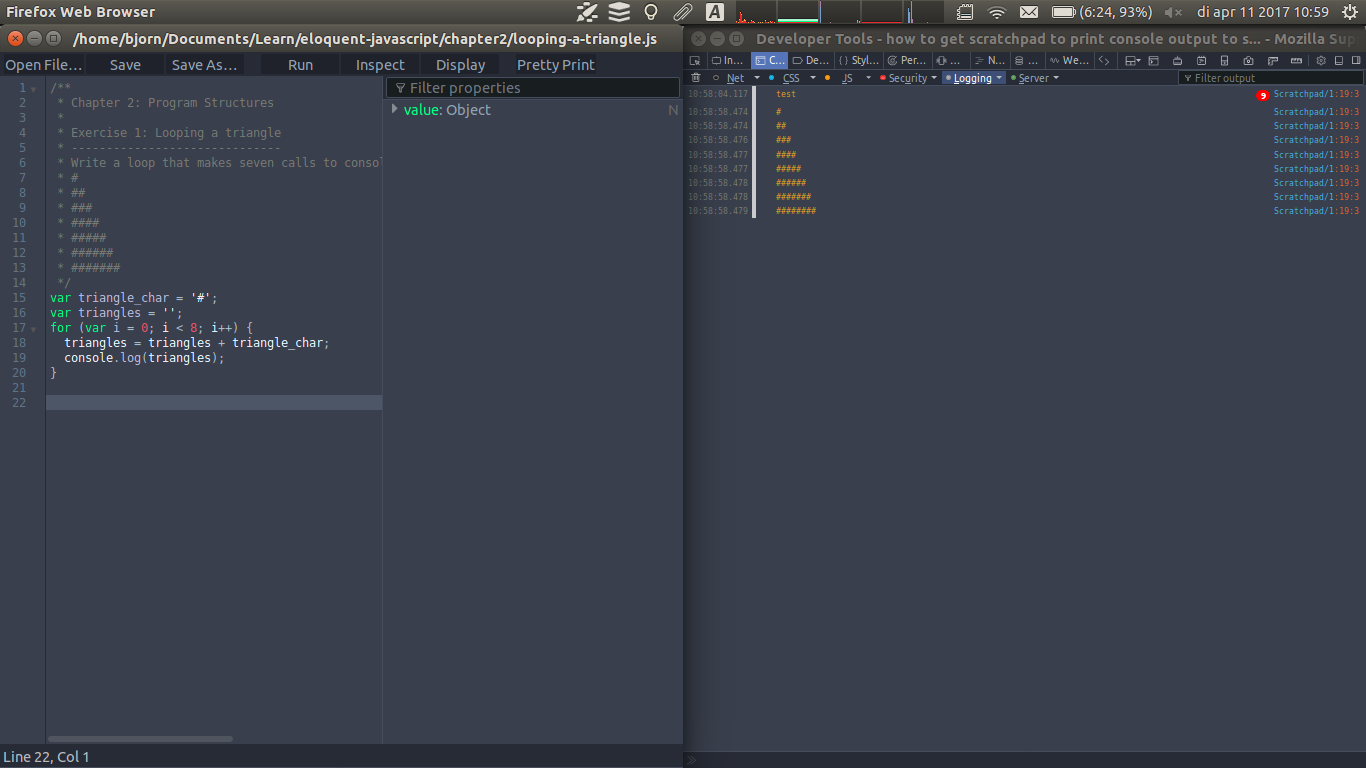 Firefox Web Browser
A
(6:24, 93%)
di apr 11 2017 10:59
/home/bjorn/Documents/Learn/eloquent-javascript/chapter2/looping-a-triangle.js
Open File... Save Save As... Run Inspect Display Pretty Print
1 /**
2 * Chapter 2: Program Structures
3 *
4 * Exercise 1: Looping a triangle
5 * ------------------------------
6 * Write a loop that makes seven calls to consol
7 * #
8 * ##
9 * ###
10 * ####
11 * #####
12 * ######
13 * #######
14 */
15 var triangle_char = '#';
16 var triangles = '';
17 for (var i = 0; i < 8; i++) {
18 triangles = triangles + triangle_char;
19 console.log(triangles);
20 }
21
22
Filter properties
value: Object N
Line 22, Col 1
Developer Tools - how to get scratchpad to print console output to s... - Mozilla Sup
In... C... De... Styl... Per... ... N... ... We...
Net CSS JS Security Logging Server Filter output
10:58:04.117 test 9 Scratchpad/1:19:3
10:58:58.474 # Scratchpad/1:19:3
10:58:58.474 ## Scratchpad/1:19:3
10:58:58.476 ### Scratchpad/1:19:3
10:58:58.477 #### Scratchpad/1:19:3
10:58:58.477 ##### Scratchpad/1:19:3
10:58:58.478 ###### Scratchpad/1:19:3
10:58:58.478 ####### Scratchpad/1:19:3
10:58:58.479 ######## Scratchpad/1:19:3